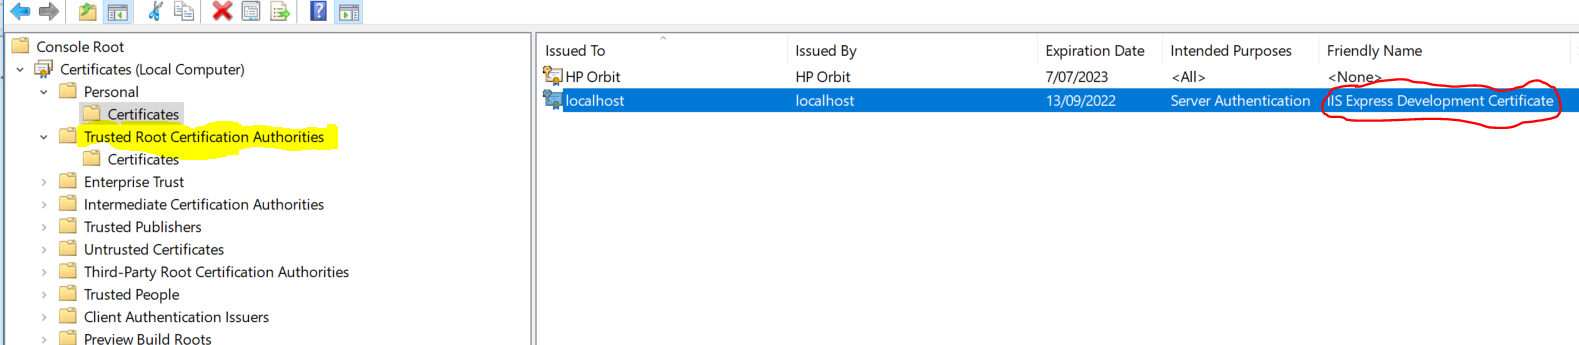 Console Root
Certificates (Local Computer)
Personal
Certificates
Trusted Root Certification Authorities
Certificates
Enterprise Trust
Intermediate Certification Authorities
Trusted Publishers
Untrusted Certificates
Third-Party Root Certification Authorities
Trusted People
Client Authentication Issuers
Preview Build Roots
Issued To Issued By Expiration Date Intended Purposes Friendly Name
HP Orbit HP Orbit 7/07/2023 <All> <None>
localhost localhost 13/09/2022 Server Authentication IIS Express Development Certificate